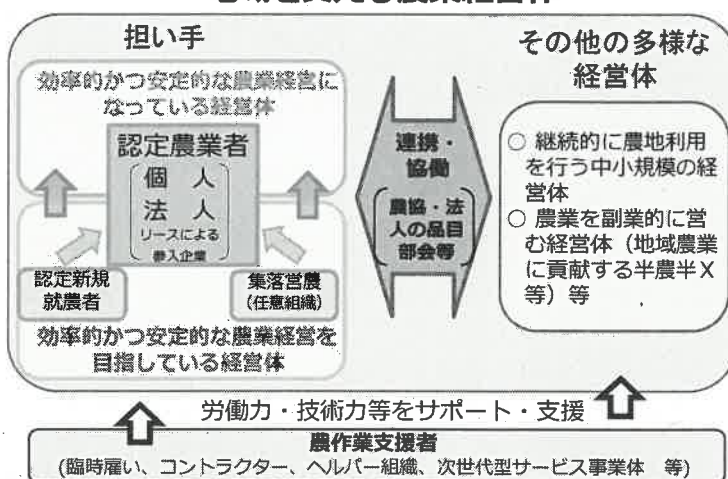 担い手
効率的かつ安定的な農業経営に
なっている経営体
認定農業者
個 人
法 人
リースによる
参入企業
認定新規
就農者
集落営農
(任意組織)
効率的かつ安定的な農業経営を
目指している経営体
連携・
協働
農協・法
人の品目
部会等
その他の多様な
経営体
○ 継続的に農地利用
を行う中小規模の経
営体
○ 農業を副業的に営
む経営体（地域農業
に貢献する半農半X
等）等
労働力・技術力等をサポート・支援
農作業支援者
(臨時雇い、コントラクター、ヘルパー組織、次世代型サービス事業体 等)